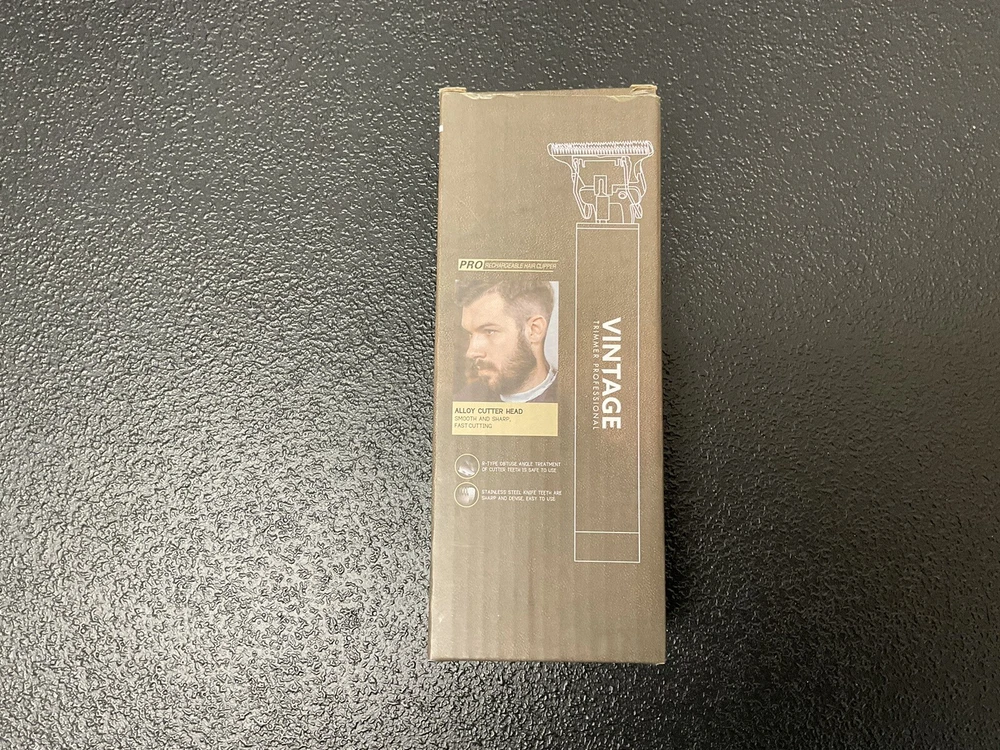 PRO RECHARGEABLE HAIR CLIPPER
ALLOY CUTTER HEAD
SMOOTH AND SHARP,
FAST CUTTING
R-TYPE OBTUSE ANGLE TREATMENT
OF CUTTER TEETH IS SAFE TO USE
STAINLESS STEEL KNIFE TEETH ARE
SHARP AND DENSE, EASY TO USE
VINTAGE
TRIMMER PROFESSIONAL